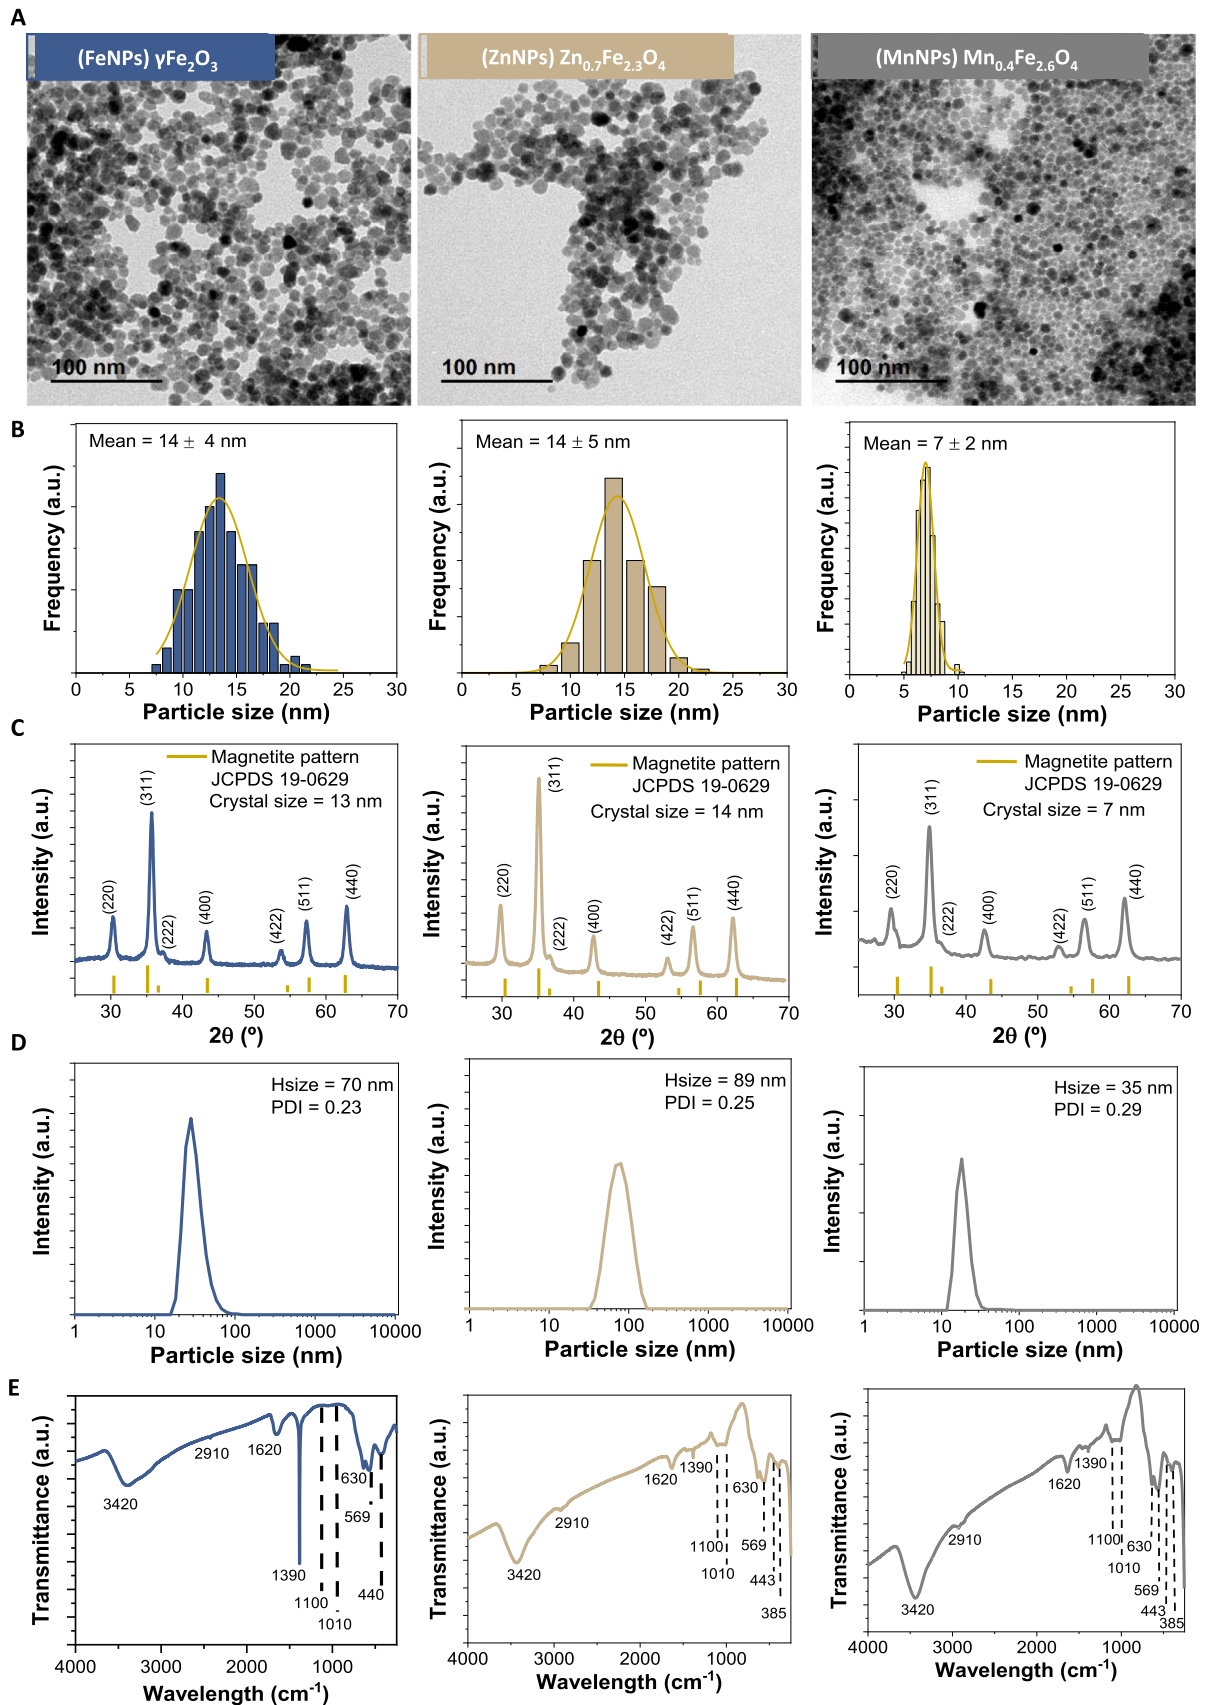 A
(FeNPs) γFe2O3
(ZnNPs) Zn0.7Fe2.3O4
(MnNPs) Mn0.4Fe2.6O4
100 nm
100 nm
100 nm
B
Mean = 14 ± 4 nm
Frequency (a.u.)
0 5 10 15 20 25 30
Particle size (nm)
Mean = 14 ± 5 nm
Frequency (a.u.)
0 5 10 15 20 25 30
Particle size (nm)
Mean = 7 ± 2 nm
Frequency (a.u.)
0 5 10 15 20 25 30
Particle size (nm)
C
Magnetite pattern
JCPDS 19-0629
Crystal size = 13 nm
(220) (311) (222) (400) (422) (511) (440)
Intensity (a.u.)
30 40 50 60 70
2θ (º)
Magnetite pattern
JCPDS 19-0629
Crystal size = 14 nm
(220) (311) (222) (400) (422) (511) (440)
Intensity (a.u.)
30 40 50 60 70
2θ (º)
Magnetite pattern
JCPDS 19-0629
Crystal size = 7 nm
(220) (311) (222) (400) (422) (511) (440)
Intensity (a.u.)
30 40 50 60 70
2θ (º)
D
Hsize = 70 nm
PDI = 0.23
Intensity (a.u.)
1 10 100 1000 10000
Particle size (nm)
Hsize = 89 nm
PDI = 0.25
Intensity (a.u.)
1 10 100 1000 10000
Particle size (nm)
Hsize = 35 nm
PDI = 0.29
Intensity (a.u.)
1 10 100 1000 10000
Particle size (nm)
E
Transmittance (a.u.)
3420 2910 1620 1390 1100 1010 630 569 440
4000 3000 2000 1000
Wavelength (cm-1)
Transmittance (a.u.)
3420 2910 1620 1390 1100 1010 630 569 443 385
4000 3000 2000 1000
Wavelength (cm-1)
Transmittance (a.u.)
3420 2910 1620 1390 1100 1010 630 569 443 385
4000 3000 2000 1000
Wavelength (cm-1)